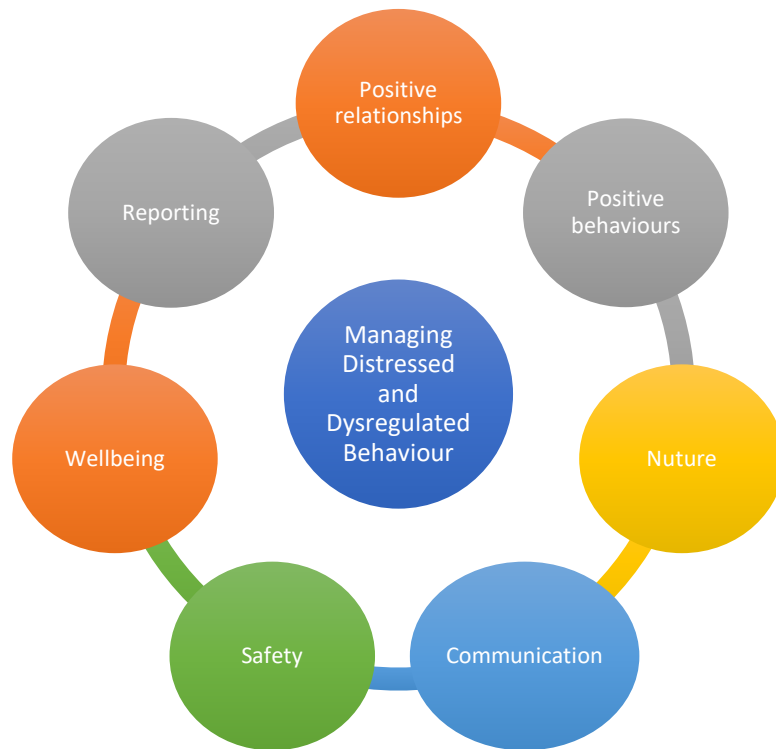 Positive
relationships
Positive
behaviours
Nuture
Communication
Safety
Wellbeing
Reporting
Managing
Distressed
and
Dysregulated
Behaviour